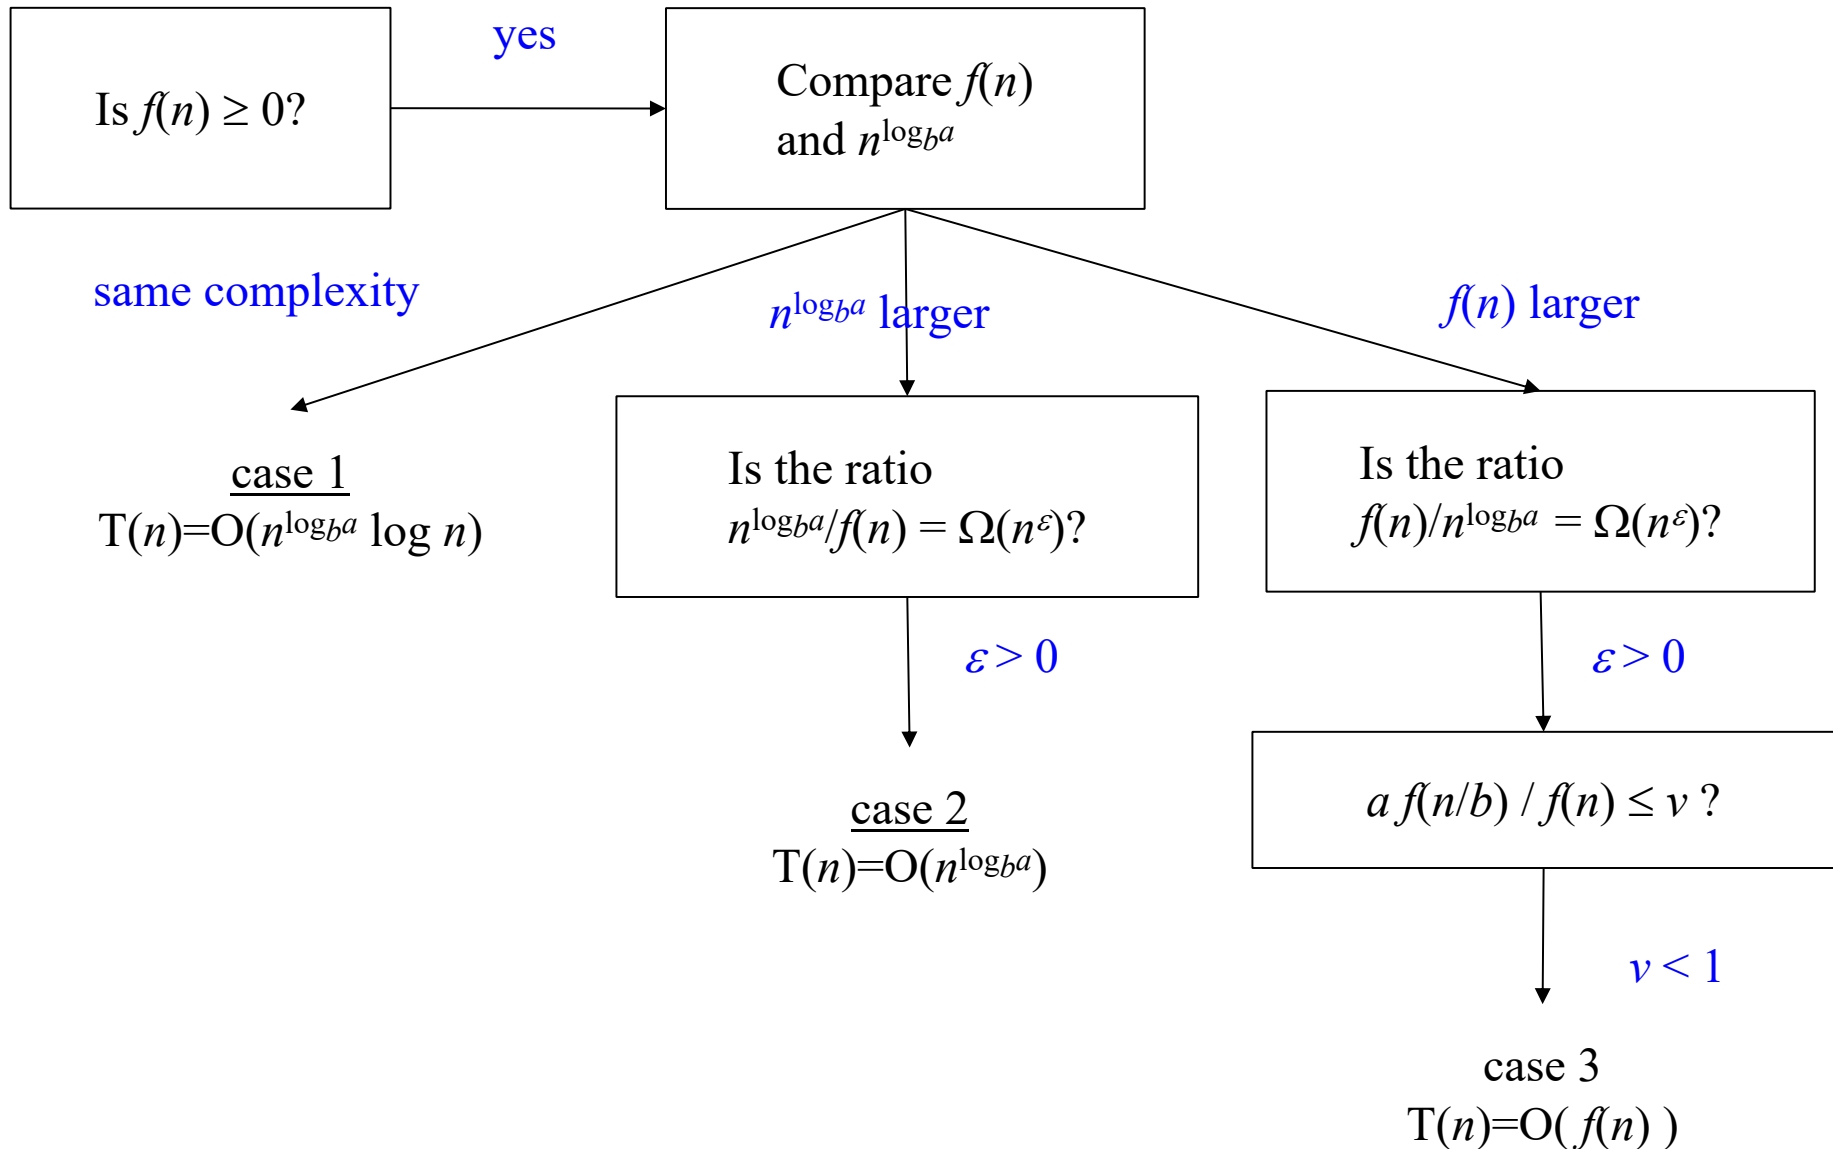 Is f(n) ≥ 0?
yes
Compare f(n)
and n^{log_b a}
same complexity
n^{log_b a} larger
f(n) larger
case 1
T(n)=O(n^{log_b a} log n)
Is the ratio
n^{log_b a}/f(n) = Ω(n^ε)?
Is the ratio
f(n)/n^{log_b a} = Ω(n^ε)?
ε > 0
ε > 0
case 2
T(n)=O(n^{log_b a})
a f(n/b) / f(n) ≤ v ?
v < 1
case 3
T(n)=O( f(n) )